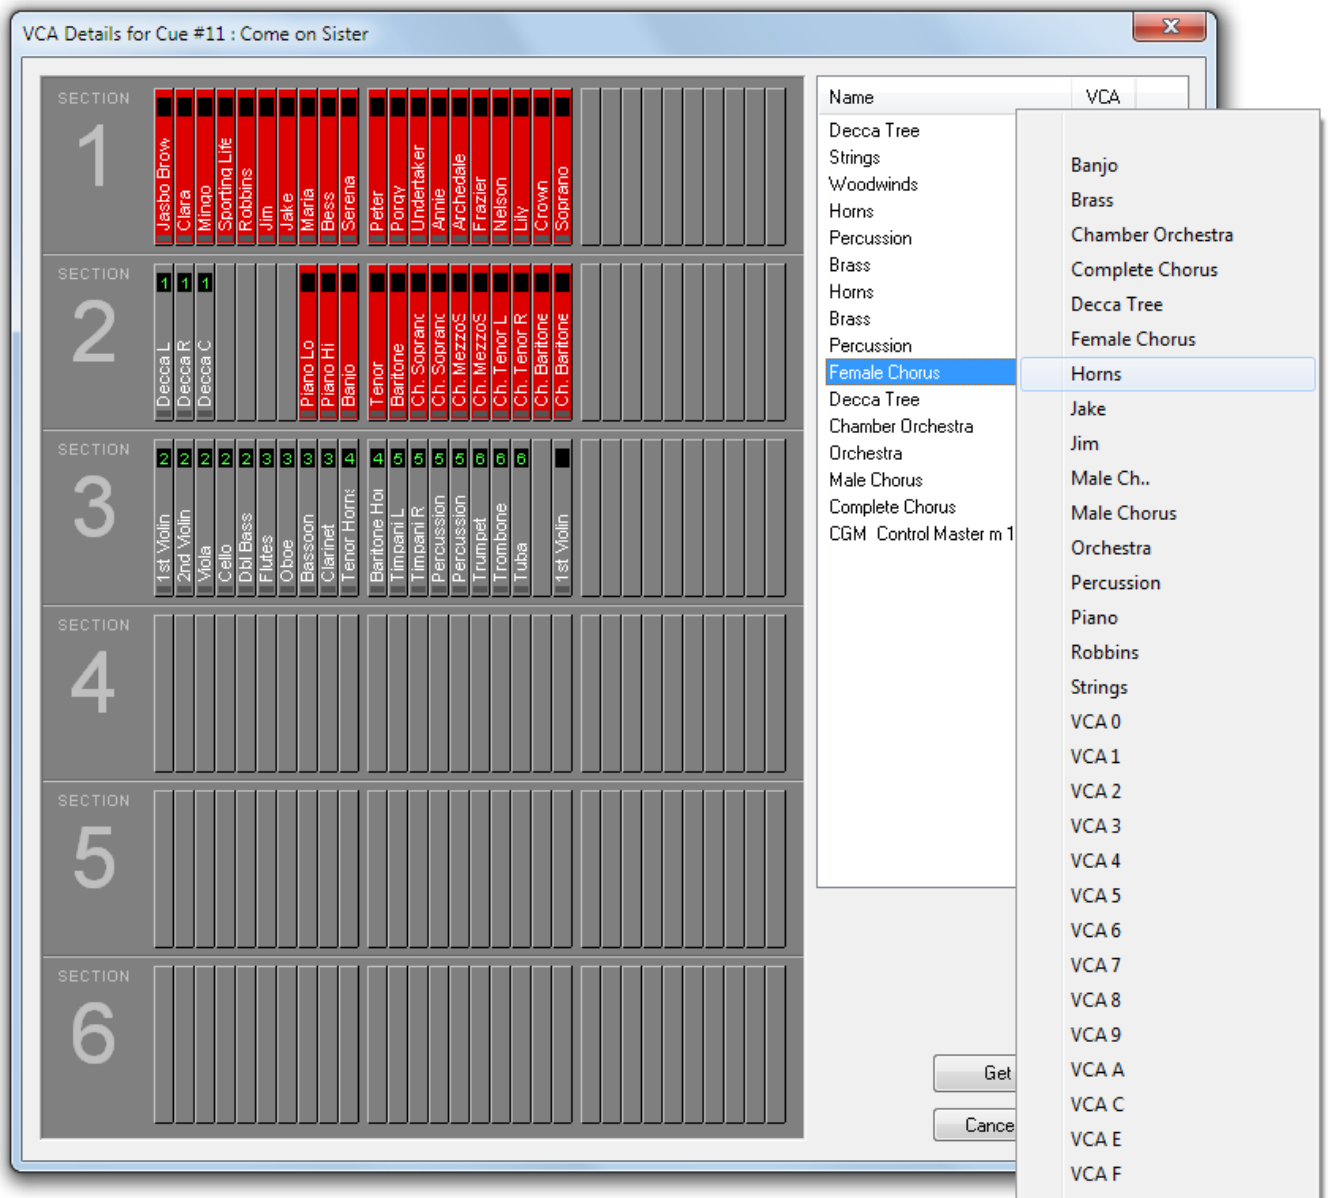 VCA Details for Cue #11 : Come on Sister
SECTION
1
Jasbo Brow
Clara
Mingo
Sporting Life
Robbins
Jim
Jake
Maria
Bess
Serena
Peter
Porgy
Undertaker
Annie
Archedale
Frazier
Nelson
Lily
Crown
Soprano
SECTION
2
1 1 1
Decca L
Decca R
Decca C
Piano Lo
Piano Hi
Banjo
Tenor
Baritone
Ch. Sopranc
Ch. Sopranc
Ch. MezzoS
Ch. MezzoS
Ch. Tenor L
Ch. Tenor R
Ch. Baritone
Ch. Baritone
SECTION
3
2 2 2 2 2 3 3 3 3 4 4 5 5 5 5 6 6 6
1st Violin
2nd Violin
Viola
Cello
Dbl Bass
Flutes
Oboe
Bassoon
Clarinet
Tenor Horns
Baritone Hor
Timpani L
Timpani R
Percussion
Percussion
Trumpet
Trombone
Tuba
1st Violin
SECTION
4
SECTION
5
SECTION
6
Name VCA
Decca Tree
Strings
Woodwinds
Horns
Percussion
Brass
Horns
Brass
Percussion
Female Chorus
Decca Tree
Chamber Orchestra
Orchestra
Male Chorus
Complete Chorus
CGM Control Master m 1
Get
Cance
Banjo
Brass
Chamber Orchestra
Complete Chorus
Decca Tree
Female Chorus
Horns
Jake
Jim
Male Ch..
Male Chorus
Orchestra
Percussion
Piano
Robbins
Strings
VCA 0
VCA 1
VCA 2
VCA 3
VCA 4
VCA 5
VCA 6
VCA 7
VCA 8
VCA 9
VCA A
VCA C
VCA E
VCA F